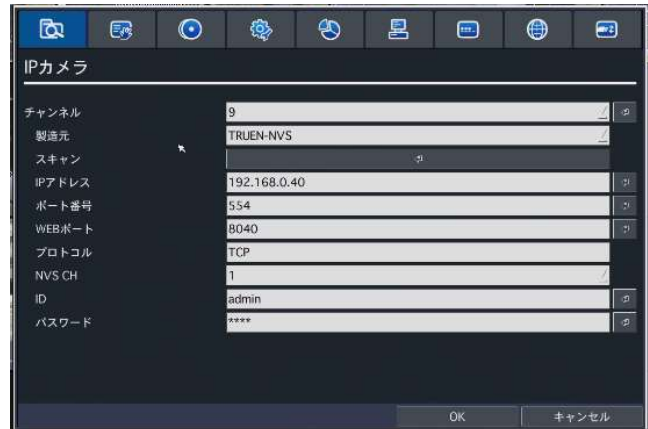 IPカメラ
チャンネル 9
製造元 TRUEN-NVS
スキャン
IPアドレス 192.168.0.40
ポート番号 554
WEBポート 8040
プロトコル TCP
NVS CH 1
ID admin
パスワード ****
OK キャンセル